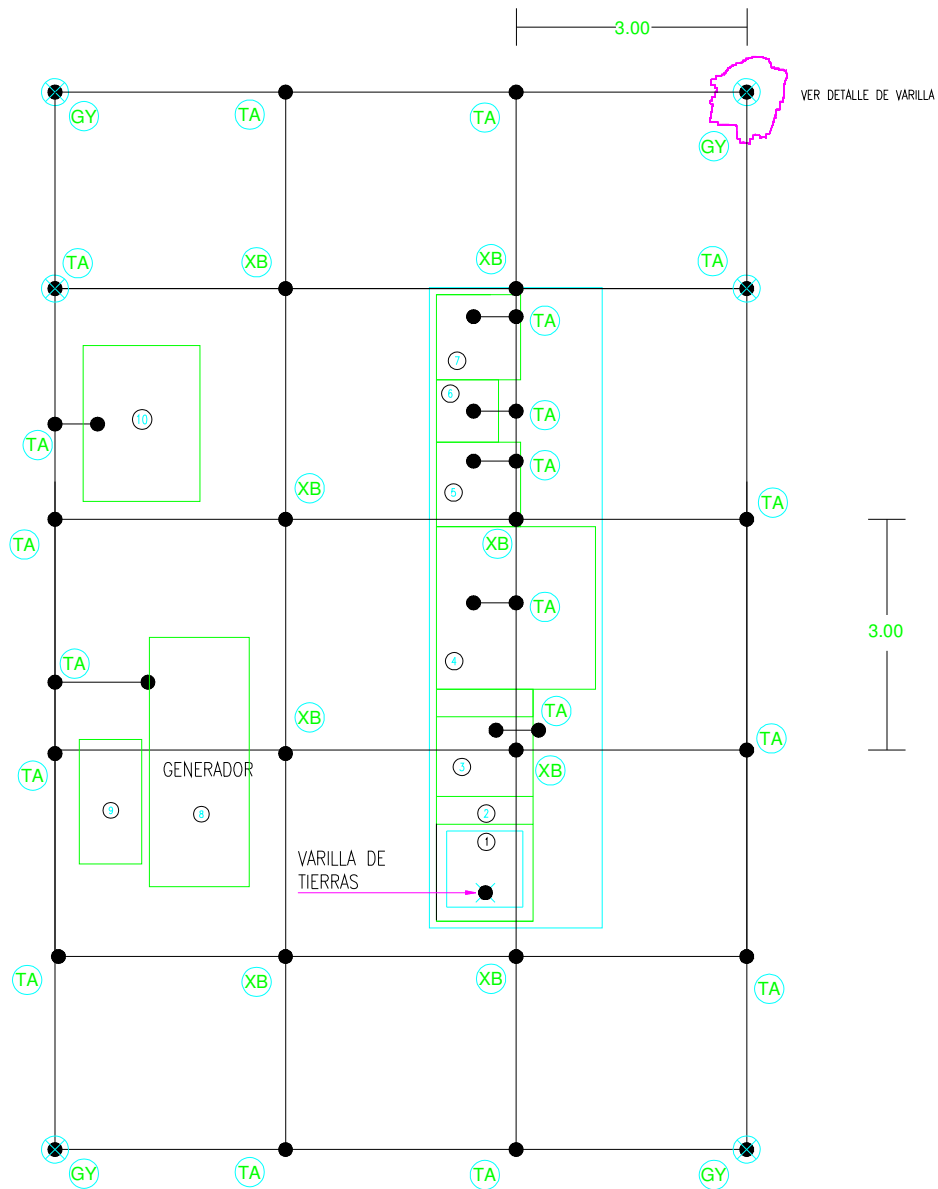 3.00
VER DETALLE DE VARILLA
GY
TA
TA
GY
TA
XB
XB
TA
TA
7
6
TA
10
TA
TA
5
XB
TA
TA
XB
TA
4
TA
XB
TA
3.00
TA
TA
3
XB
TA
GENERADOR
9
8
2
1
VARILLA DE
TIERRAS
TA
XB
XB
TA
GY
TA
TA
GY